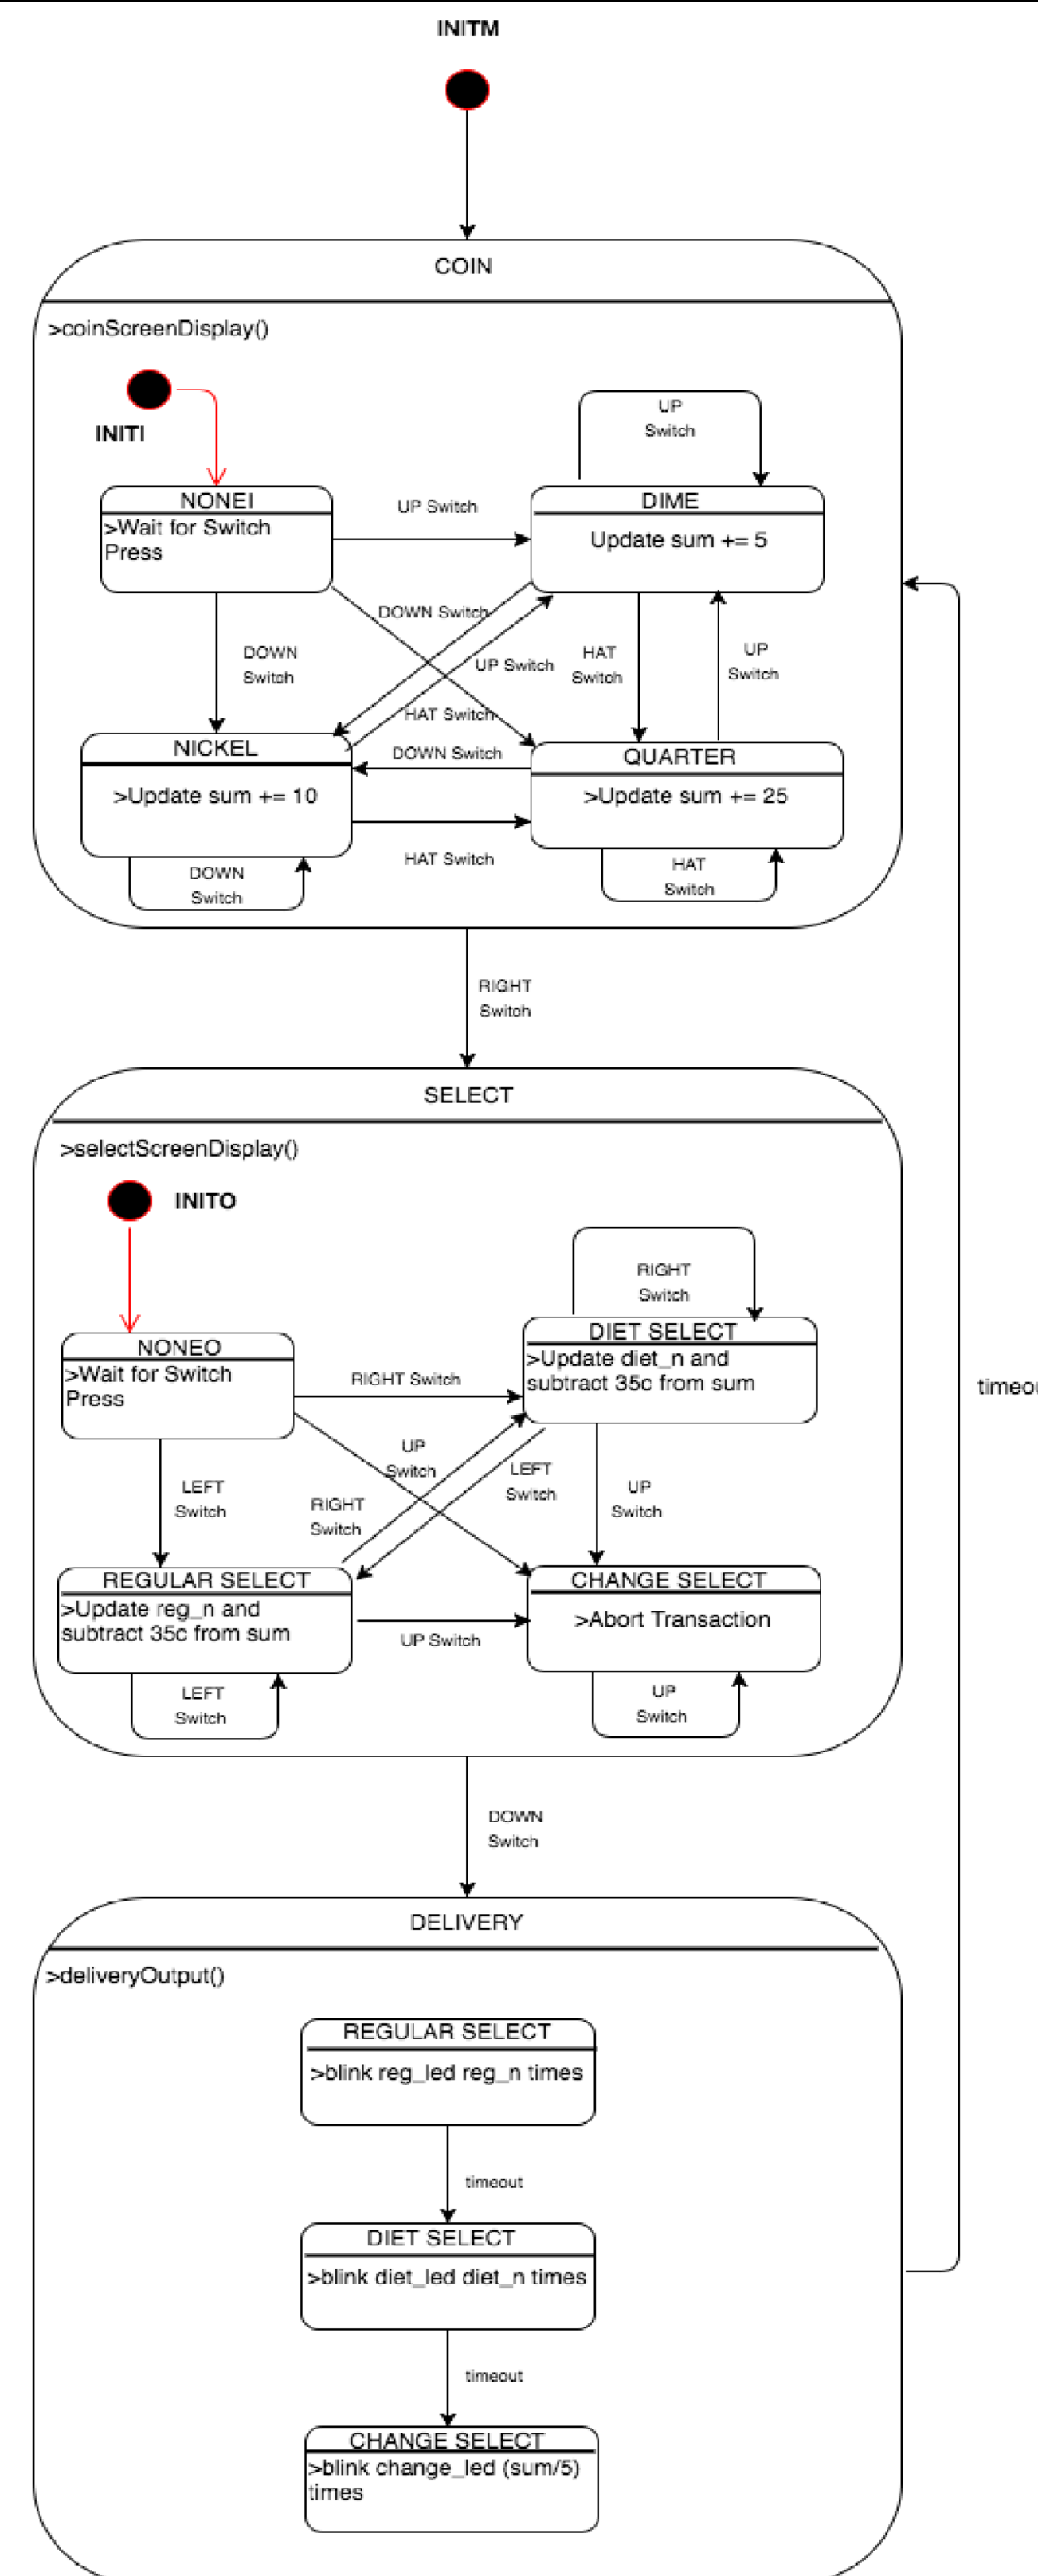 INITM
COIN
>coinScreenDisplay()
INITI
UP
Switch
NONEI
>Wait for Switch
Press
UP Switch
DIME
Update sum += 5
DOWN Switch
DOWN
Switch
UP Switch
HAT
Switch
UP
Switch
HAT Switch
NICKEL
>Update sum += 10
DOWN Switch
QUARTER
>Update sum += 25
HAT Switch
DOWN
Switch
HAT
Switch
RIGHT
Switch
SELECT
>selectScreenDisplay()
INITO
RIGHT
Switch
NONEO
>Wait for Switch
Press
RIGHT Switch
DIET SELECT
>Update diet_n and
subtract 35c from sum
timeou
UP
Switch
LEFT
Switch
RIGHT
Switch
LEFT
Switch
UP
Switch
REGULAR SELECT
>Update reg_n and
subtract 35c from sum
UP Switch
CHANGE SELECT
>Abort Transaction
LEFT
Switch
UP
Switch
DOWN
Switch
DELIVERY
>deliveryOutput()
REGULAR SELECT
>blink reg_led reg_n times
timeout
DIET SELECT
>blink diet_led diet_n times
timeout
CHANGE SELECT
>blink change_led (sum/5)
times